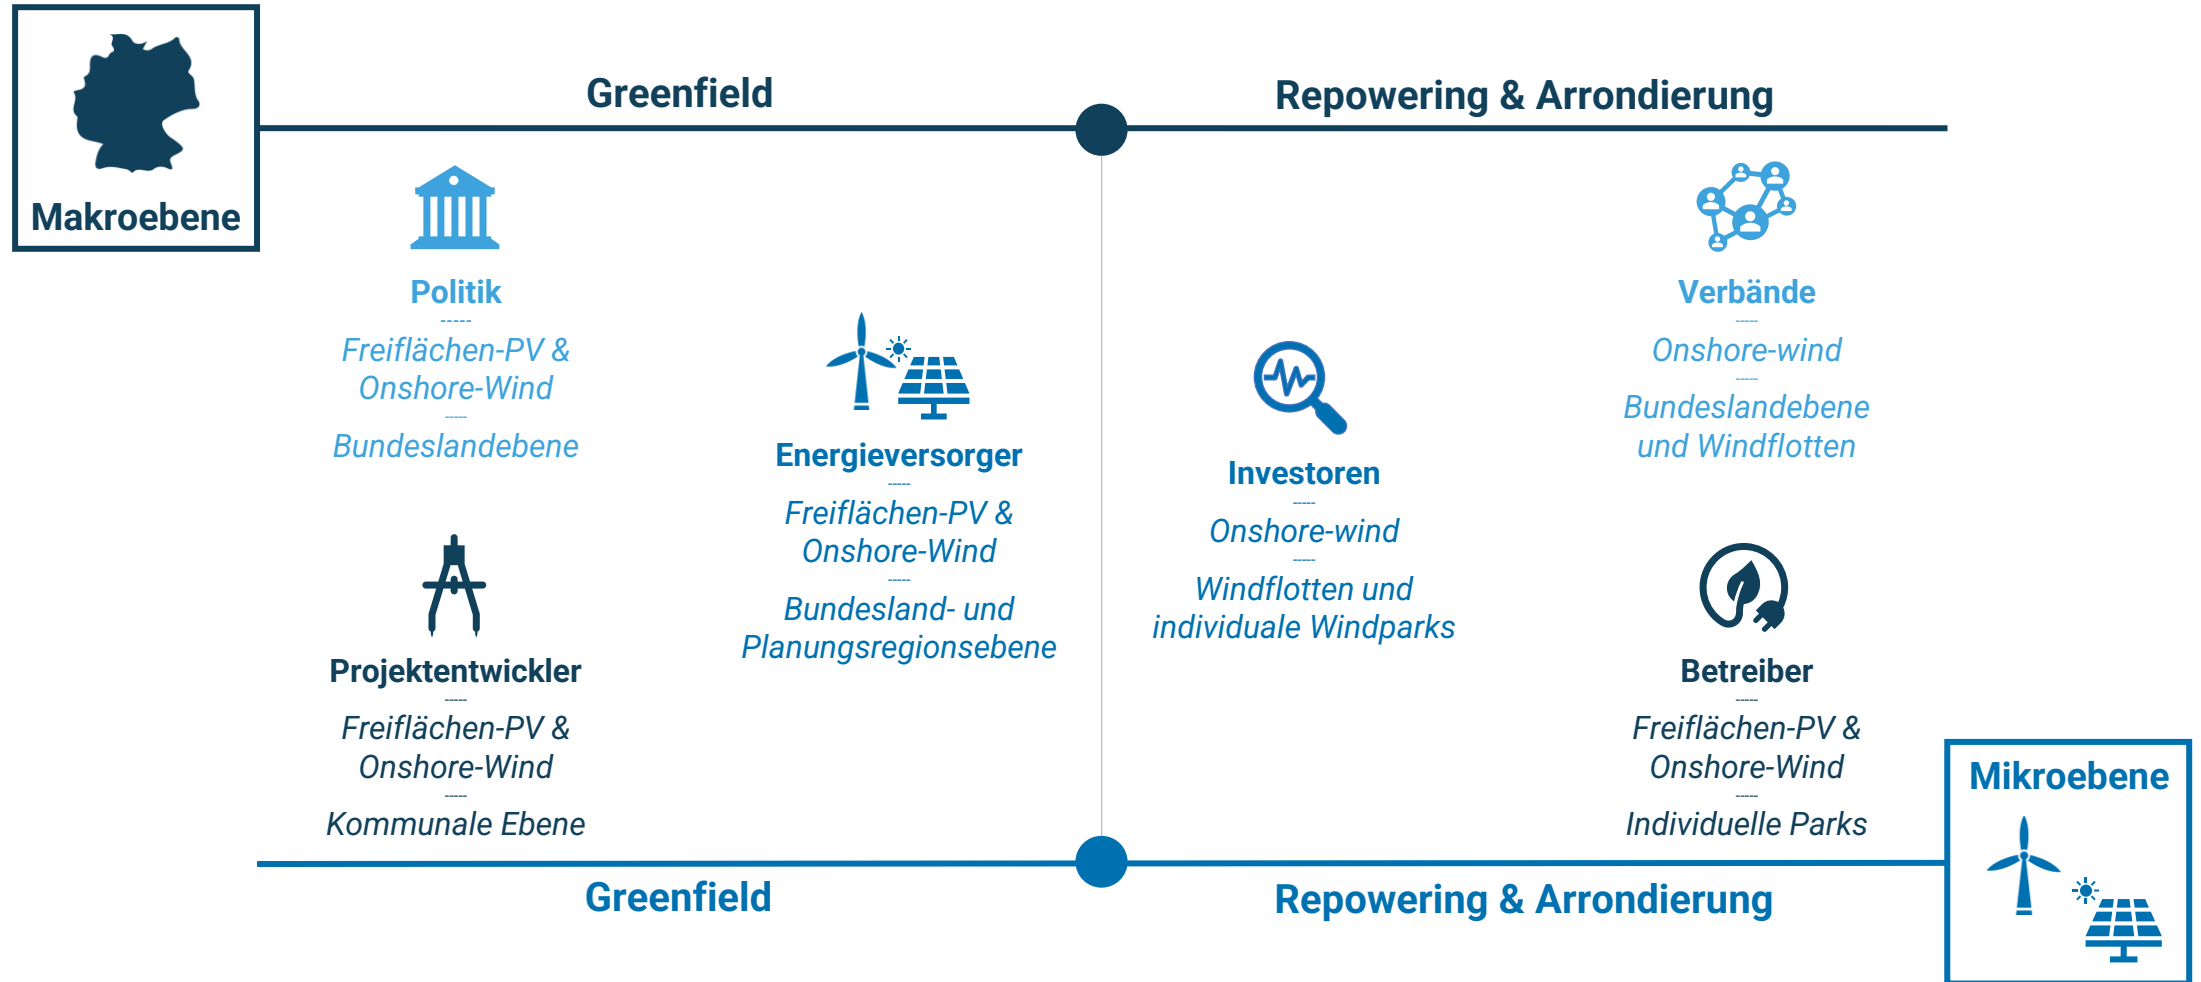 Makroebene
Greenfield
Repowering & Arrondierung
Politik
-----
Freiflächen-PV &
Onshore-Wind
-----
Bundeslandebene
Projektentwickler
-----
Freiflächen-PV &
Onshore-Wind
-----
Kommunale Ebene
Energieversorger
-----
Freiflächen-PV &
Onshore-Wind
-----
Bundesland- und
Planungsregionsebene
Investoren
-----
Onshore-wind
-----
Windflotten und
individuale Windparks
Verbände
-----
Onshore-wind
-----
Bundeslandebene
und Windflotten
Betreiber
-----
Freiflächen-PV &
Onshore-Wind
-----
Individuelle Parks
Greenfield
Repowering & Arrondierung
Mikroebene